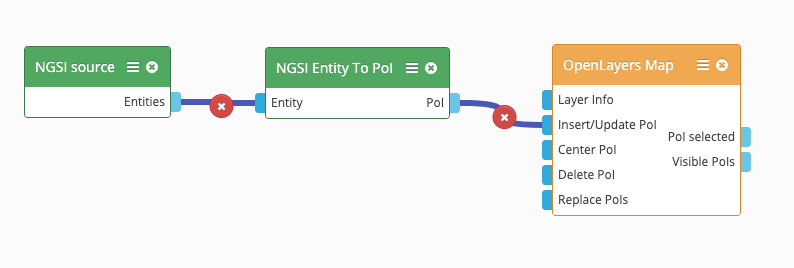 NGSI source
Entities
NGSI Entity To PoI
Entity
PoI
OpenLayers Map
Layer Info
Insert/Update PoI
Center PoI
Delete PoI
Replace PoIs
PoI selected
Visible PoIs